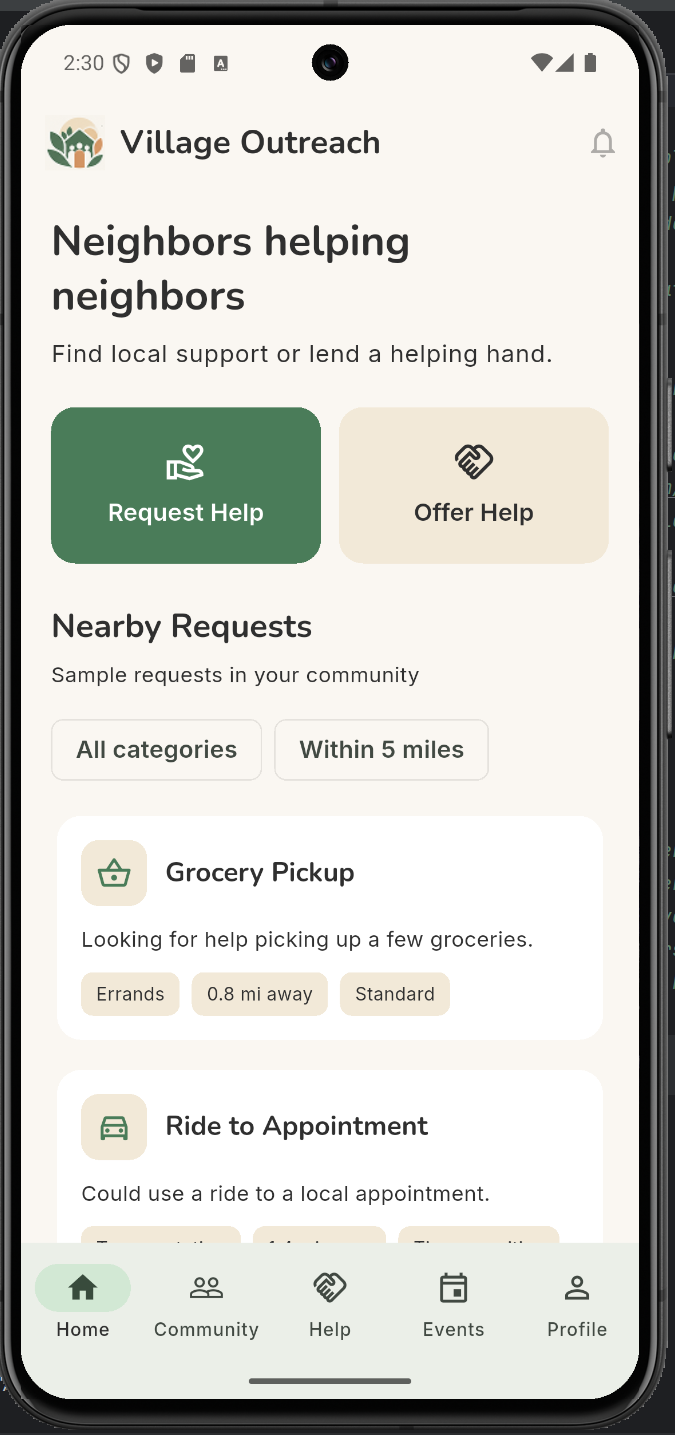 2:30
Village Outreach
Neighbors helping
neighbors
Find local support or lend a helping hand.
Request Help
Offer Help
Nearby Requests
Sample requests in your community
All categories
Within 5 miles
Grocery Pickup
Looking for help picking up a few groceries.
Errands
0.8 mi away
Standard
Ride to Appointment
Could use a ride to a local appointment.
Home
Community
Help
Events
Profile